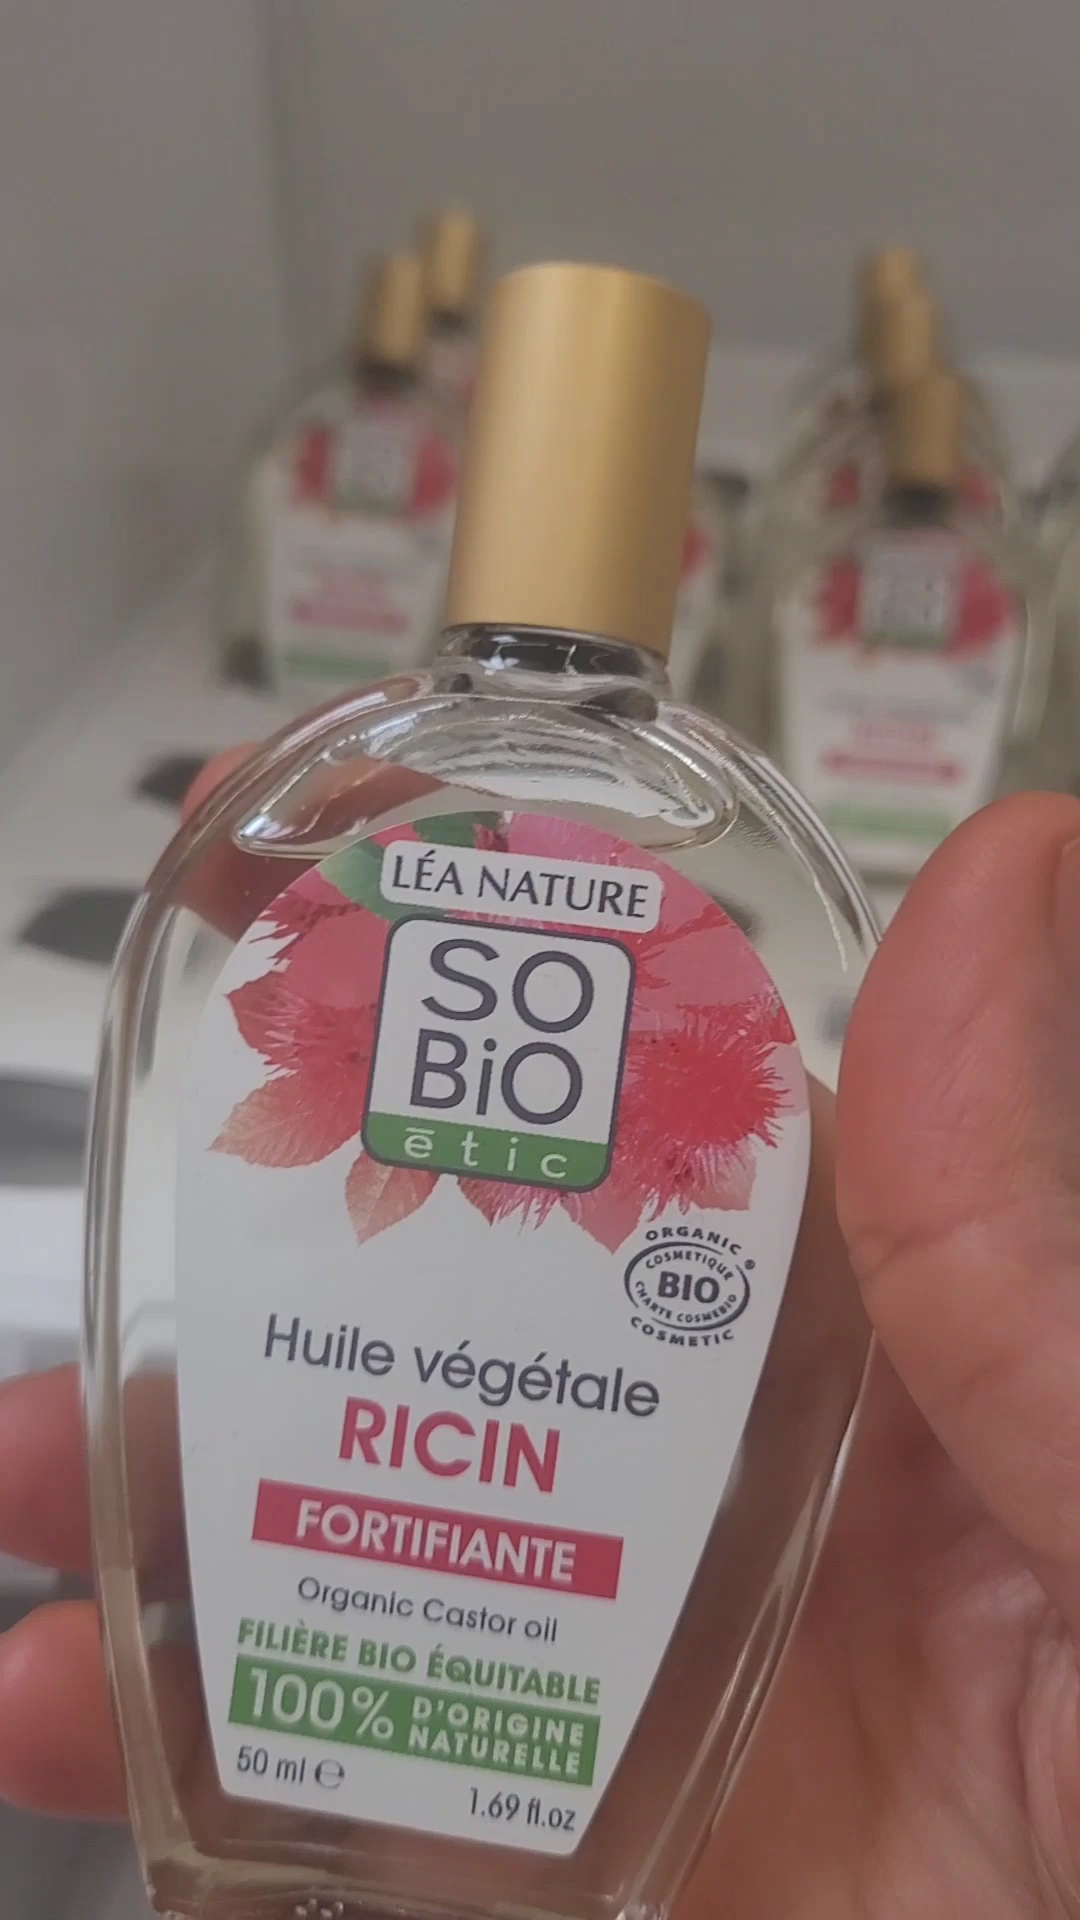 LÉA NATURE
SO
BiO
ētic
ORGANIC
COSMETIQUE
BIO
CHARTE COSMEBIO
COSMETIC
Huile végétale
RICIN
FORTIFIANTE
Organic Castor oil
FILIÈRE BIO ÉQUITABLE
100% D'ORIGINE
NATURELLE
50 ml ℮
1.69 fl.oz